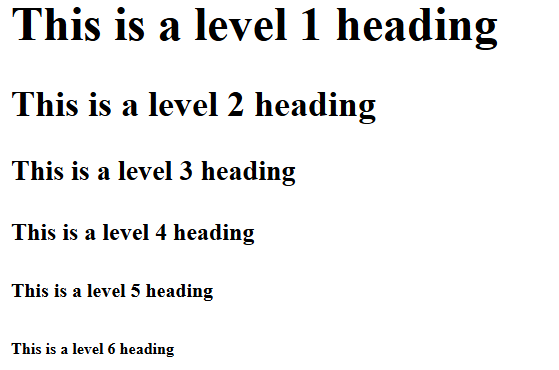 This is a level 1 heading
This is a level 2 heading
This is a level 3 heading
This is a level 4 heading
This is a level 5 heading
This is a level 6 heading